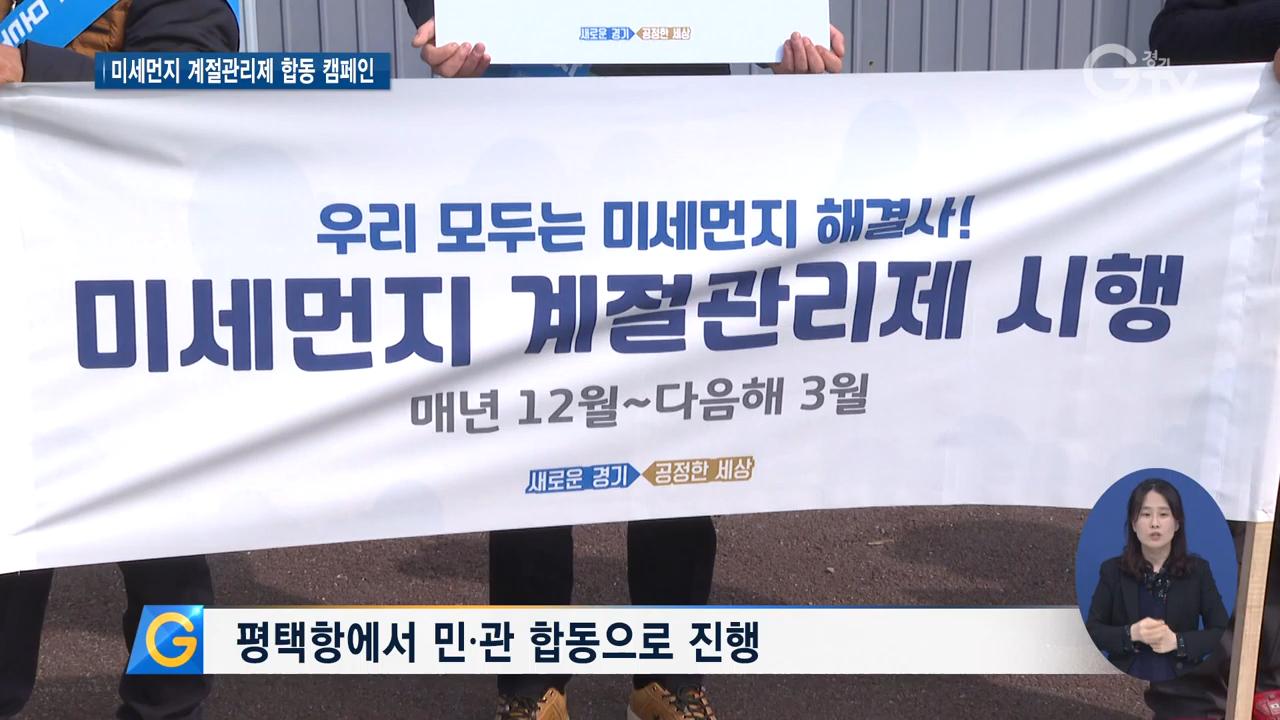 새로운 경기 공정한 세상
미세먼지 계절관리제 합동 캠페인
경기
GTV
우리 모두는 미세먼지 해결사!
미세먼지 계절관리제 시행
매년 12월~다음해 3월
새로운 경기 공정한 세상
G 평택항에서 민·관 합동으로 진행